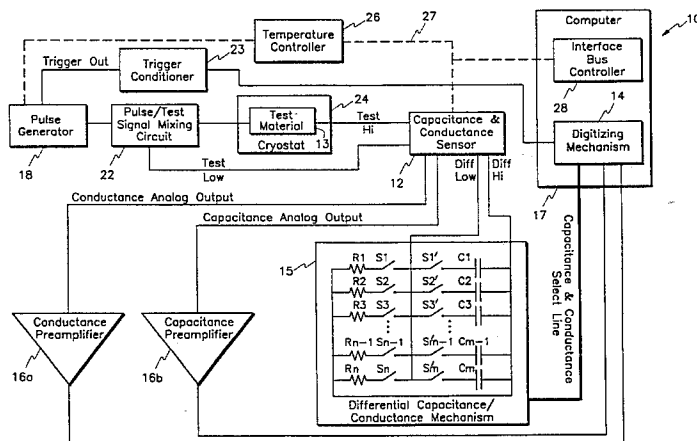 10
Computer
26
27
23
Temperature
Controller
Trigger Out
Trigger
Conditioner
Interface
Bus
Controller
28
14
24
Pulse
Generator
18
Pulse/Test
Signal Mixing
Circuit
22
Test
Material
13
Cryostat
Test
Hi
Capacitance &
Conductance
Sensor
12
Digitizing
Mechanism
17
Test
Low
Diff
Low
Diff
Hi
Conductance Analog Output
Capacitance Analog Output
Capacitance & Conductance
Select Line
15
R1 S1 S1' C1
R2 S2 S2' C2
R3 S3 S3' C3
Rn-1 Sn-1 S'm-1 Cm-1
Rn Sn S'm Cm
Differential Capacitance/
Conductance Mechanism
Conductance
Preamplifier
16a
Capacitance
Preamplifier
16b